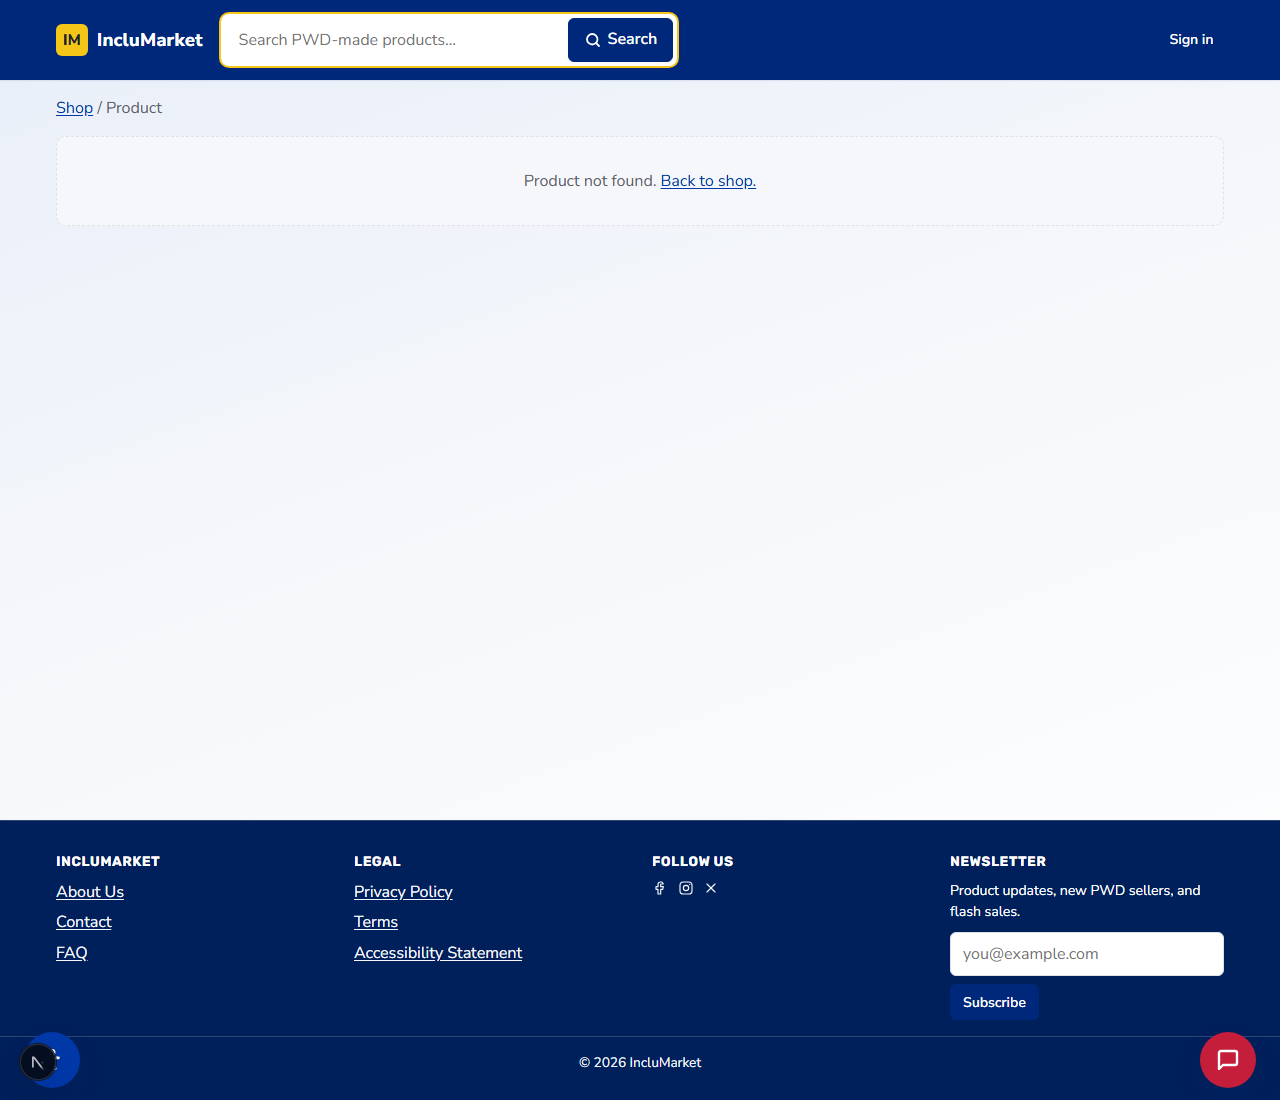 IM IncluMarket
Search PWD-made products...
Search
Sign in
Shop / Product
Product not found. Back to shop.
INCLUMARKET
About Us
Contact
FAQ
LEGAL
Privacy Policy
Terms
Accessibility Statement
FOLLOW US
NEWSLETTER
Product updates, new PWD sellers, and
flash sales.
you@example.com
Subscribe
N
© 2026 IncluMarket